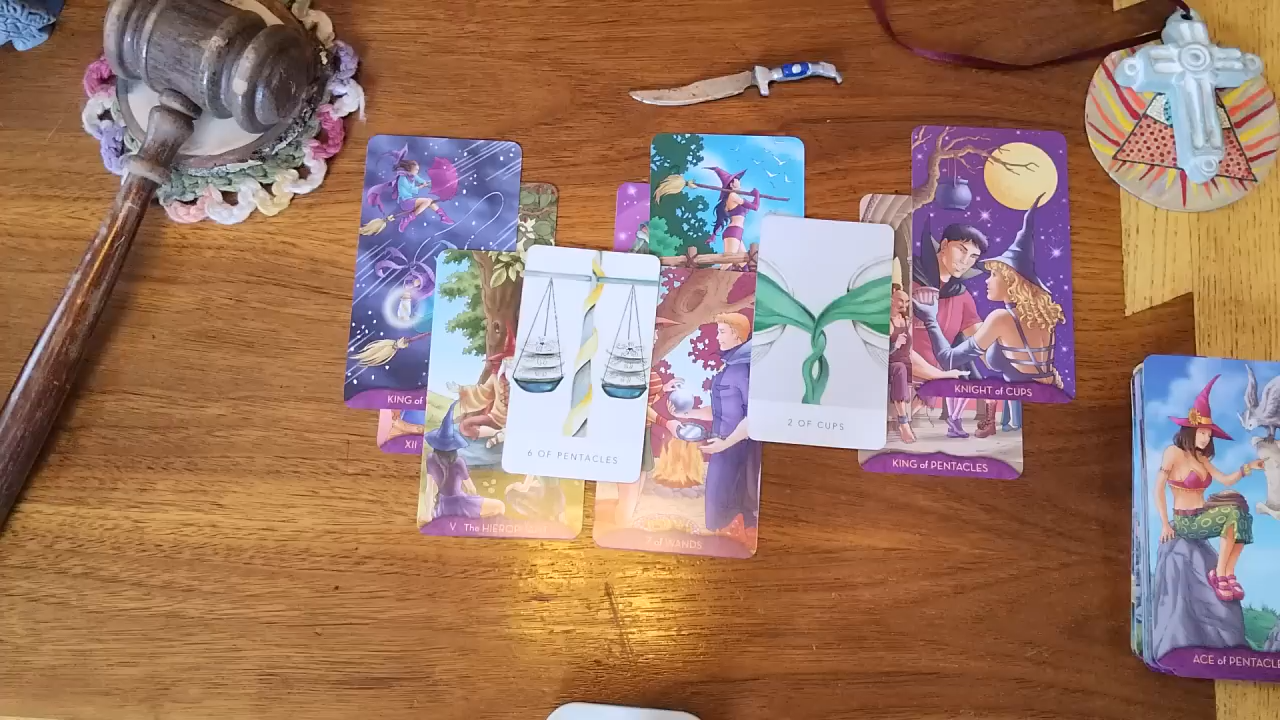 KING of
XII
V The HIEROP
6 OF PENTACLES
of WANDS
2 OF CUPS
KNIGHT of CUPS
KING of PENTACLES
ACE of PENTACLE